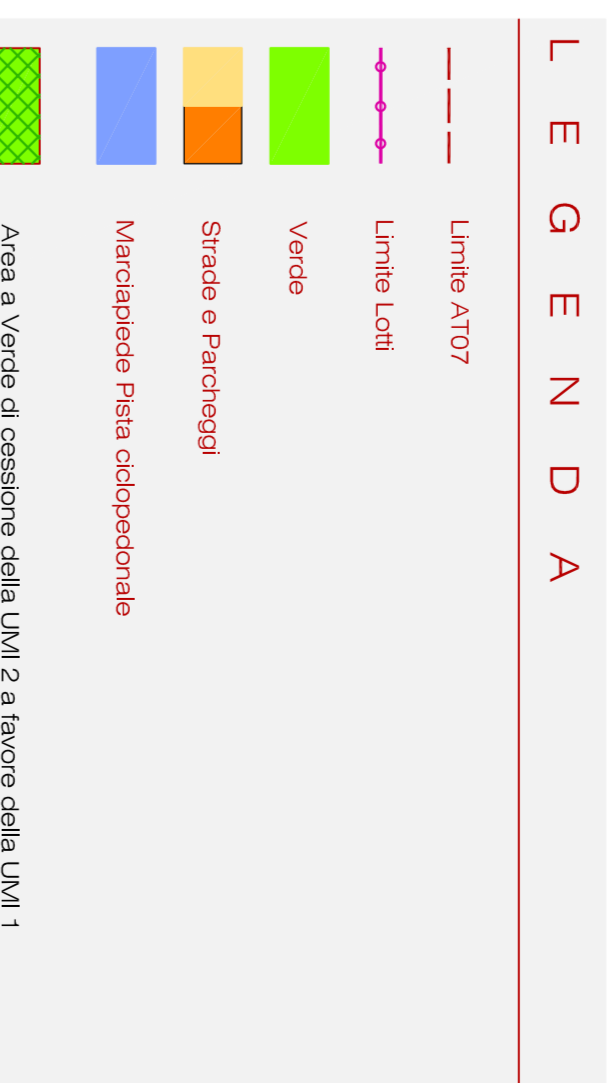 LEGENDA
Limite AT07
Limite Lotti
Verde
Strade e Parcheggi
Marciapiede Pista ciclopedonale
Area a Verde di cessione della UMI 2 a favore della UMI 1